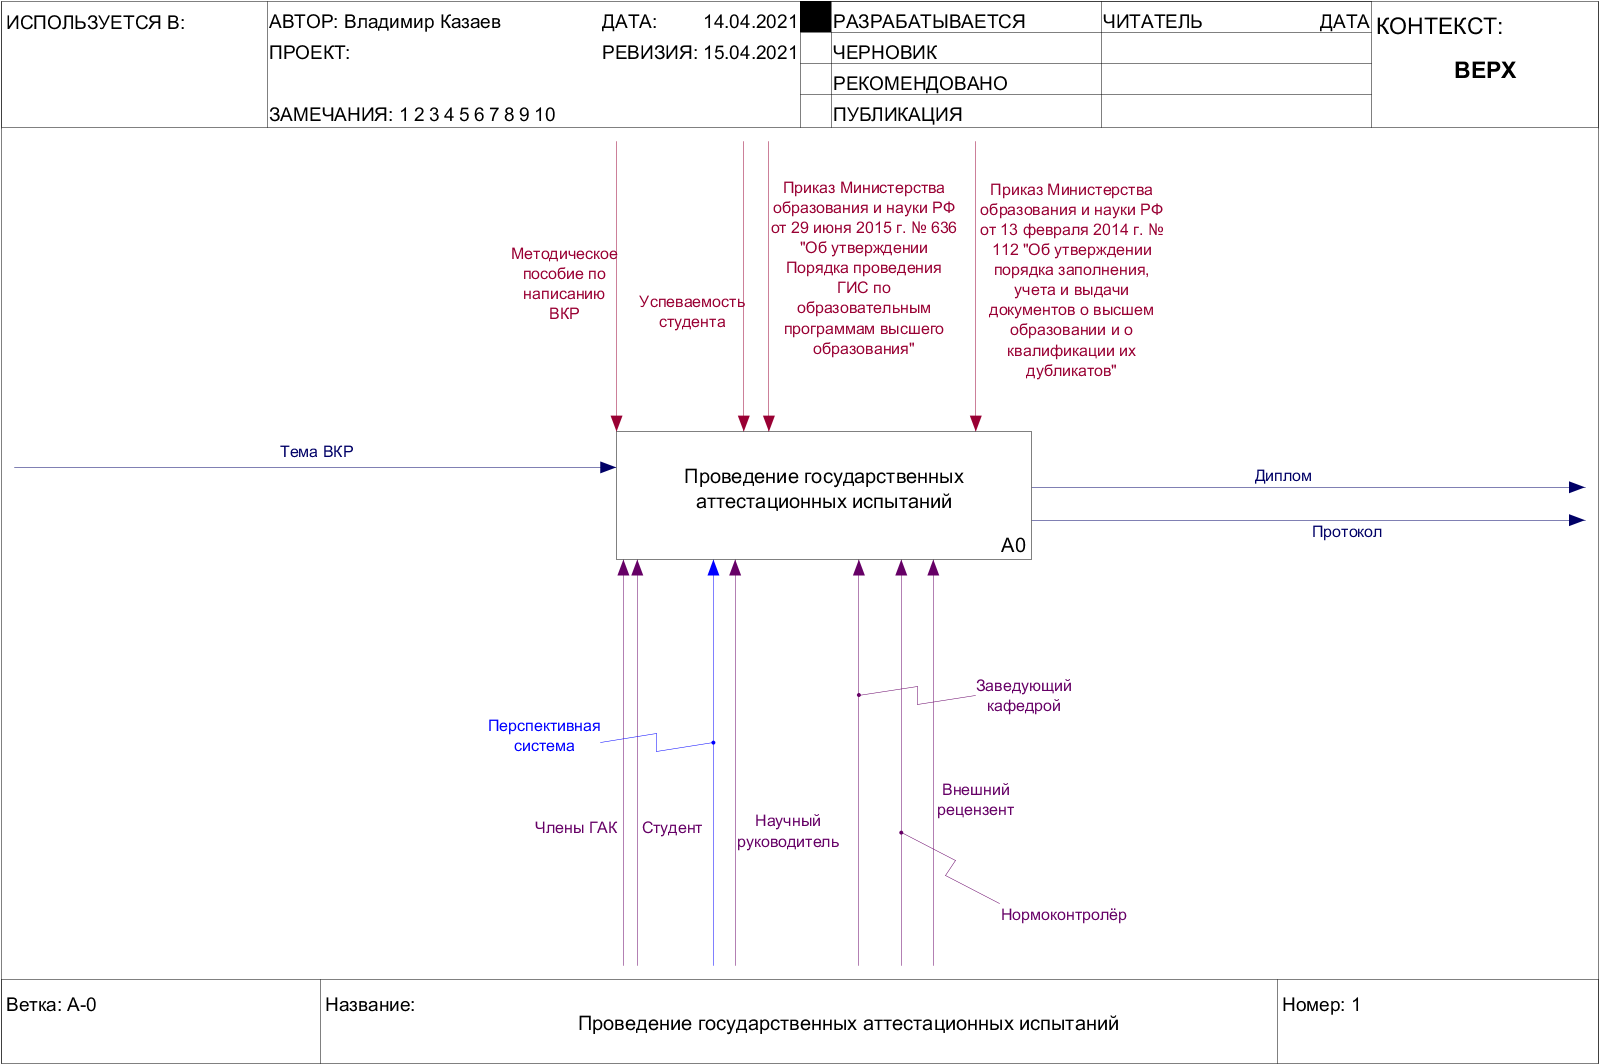 ИСПОЛЬЗУЕТСЯ В:
АВТОР: Владимир Казаев
ДАТА: 14.04.2021
ПРОЕКТ:
РЕВИЗИЯ: 15.04.2021
ЗАМЕЧАНИЯ: 1 2 3 4 5 6 7 8 9 10
РАЗРАБАТЫВАЕТСЯ
ЧЕРНОВИК
РЕКОМЕНДОВАНО
ПУБЛИКАЦИЯ
ЧИТАТЕЛЬ
ДАТА
КОНТЕКСТ:
ВЕРХ
Методическое
пособие по
написанию
ВКР
Успеваемость
студента
Приказ Министерства
образования и науки РФ
от 29 июня 2015 г. № 636
"Об утверждении
Порядка проведения
ГИС по
образовательным
программам высшего
образования"
Приказ Министерства
образования и науки РФ
от 13 февраля 2014 г. №
112 "Об утверждении
порядка заполнения,
учета и выдачи
документов о высшем
образовании и о
квалификации их
дубликатов"
Тема ВКР
Проведение государственных
аттестационных испытаний
A0
Диплом
Протокол
Перспективная
система
Заведующий
кафедрой
Члены ГАК
Студент
Научный
руководитель
Внешний
рецензент
Нормоконтролёр
Ветка: A-0
Название:
Проведение государственных аттестационных испытаний
Номер: 1